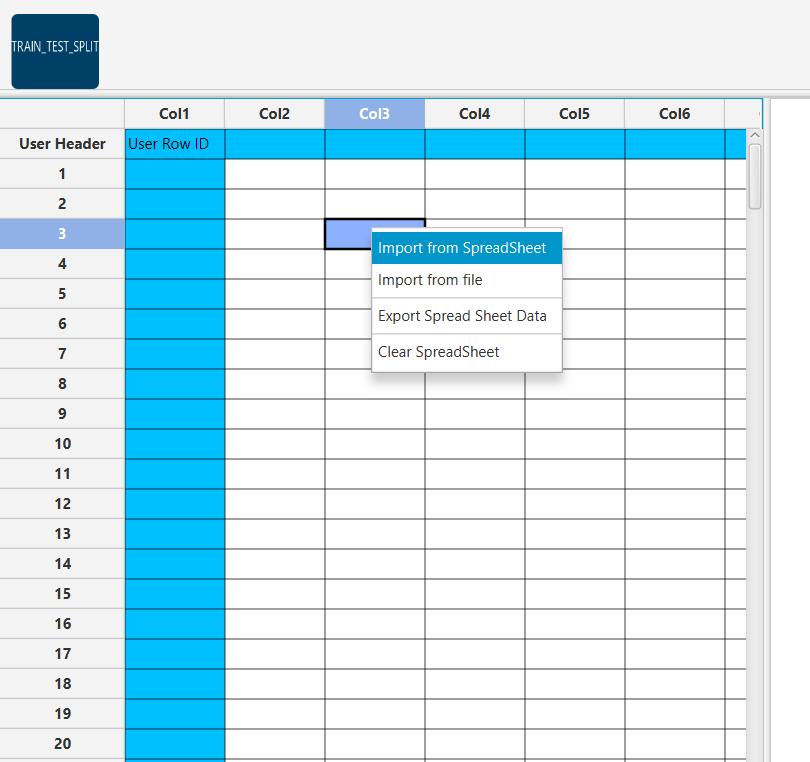 TRAIN_TEST_SPLIT
Col1 Col2 Col3 Col4 Col5 Col6
User Header User Row ID
1
2
3
Import from SpreadSheet
4
Import from file
5
Export Spread Sheet Data
6
7
Clear SpreadSheet
8
9
10
11
12
13
14
15
16
17
18
19
20